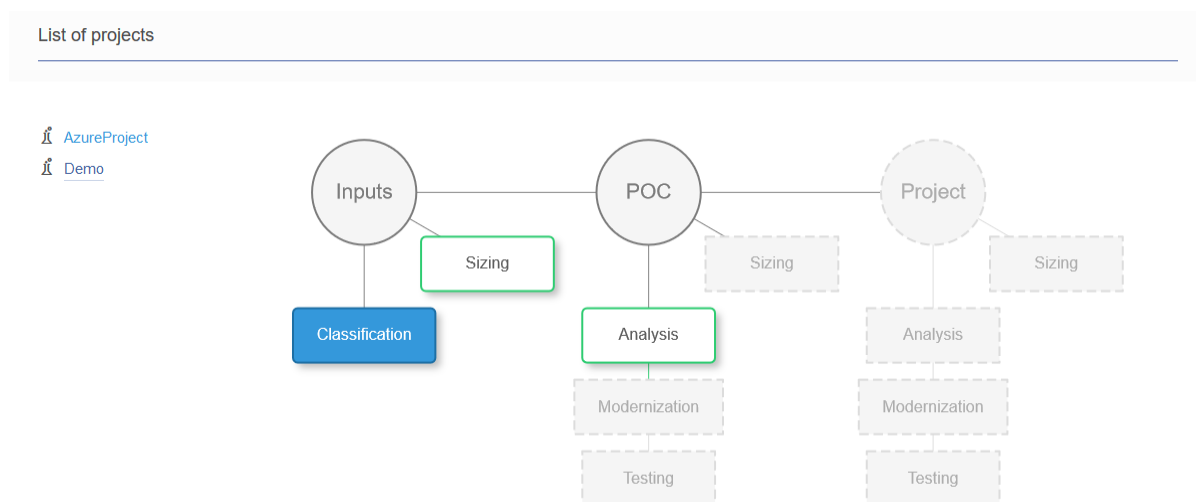 List of projects
AzureProject
Demo
Inputs
POC
Project
Sizing
Sizing
Sizing
Classification
Analysis
Analysis
Modernization
Modernization
Testing
Testing